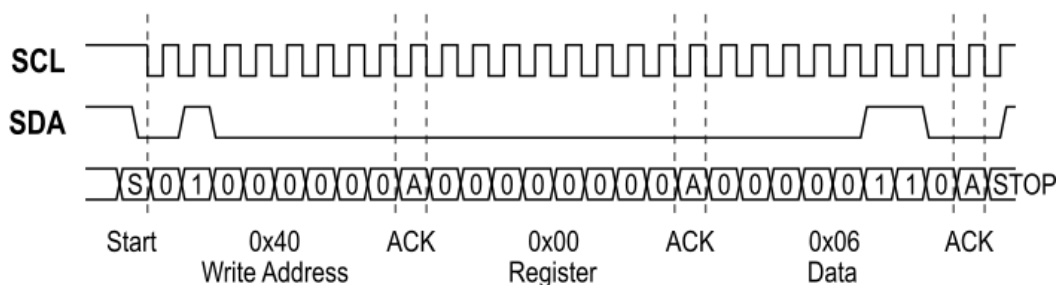 SCL
SDA
S 0 1 0 0 0 0 0 0 A 0 0 0 0 0 0 0 0 A 0 0 0 0 0 1 1 0 A STOP
Start 0x40 ACK 0x00 ACK 0x06 ACK
Write Address Register Data